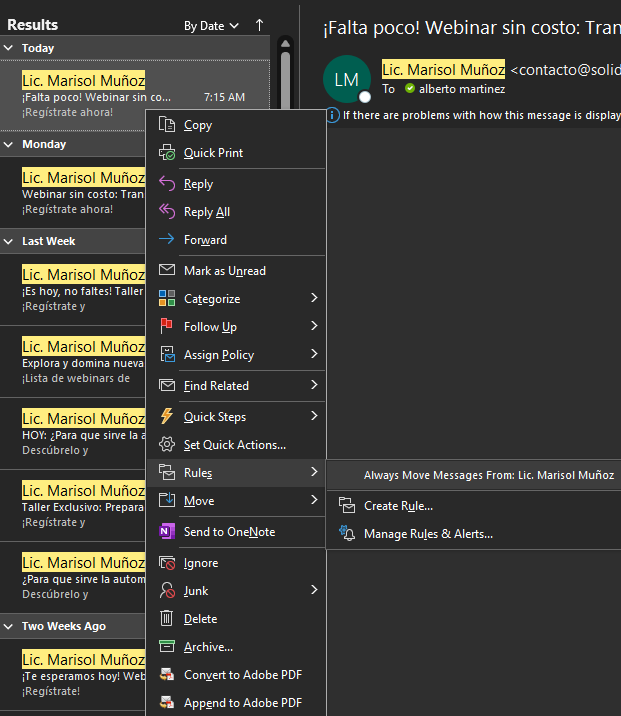 Results
By Date
Today
Lic. Marisol Muñoz
¡Falta poco! Webinar sin co...
7:15 AM
¡Regístrate ahora!
Monday
Lic. Marisol Muñoz
Webinar sin costo: Tran
¡Regístrate ahora!
Last Week
Lic. Marisol Muñoz
¡Es hoy, no faltes! Taller
¡Regístrate y
Lic. Marisol Muñoz
Explora y domina nueva
¡Lista de webinars de
Lic. Marisol Muñoz
HOY: ¿Para que sirve la a
Descúbrelo y
Lic. Marisol Muñoz
Taller Exclusivo: Prepara
¡Regístrate y
Lic. Marisol Muñoz
¿Para que sirve la autom
Descúbrelo y
Two Weeks Ago
Lic. Marisol Muñoz
¡Te esperamos hoy! Web
¡Regístrate!
Copy
Quick Print
Reply
Reply All
Forward
Mark as Unread
Categorize
Follow Up
Assign Policy
Find Related
Quick Steps
Set Quick Actions...
Rules
Move
Send to OneNote
Ignore
Junk
Delete
Archive...
Convert to Adobe PDF
Append to Adobe PDF
Always Move Messages From: Lic. Marisol Muñoz
Create Rule...
Manage Rules & Alerts...
¡Falta poco! Webinar sin costo: Tran
LM
Lic. Marisol Muñoz <contacto@solid
To alberto martinez
If there are problems with how this message is display